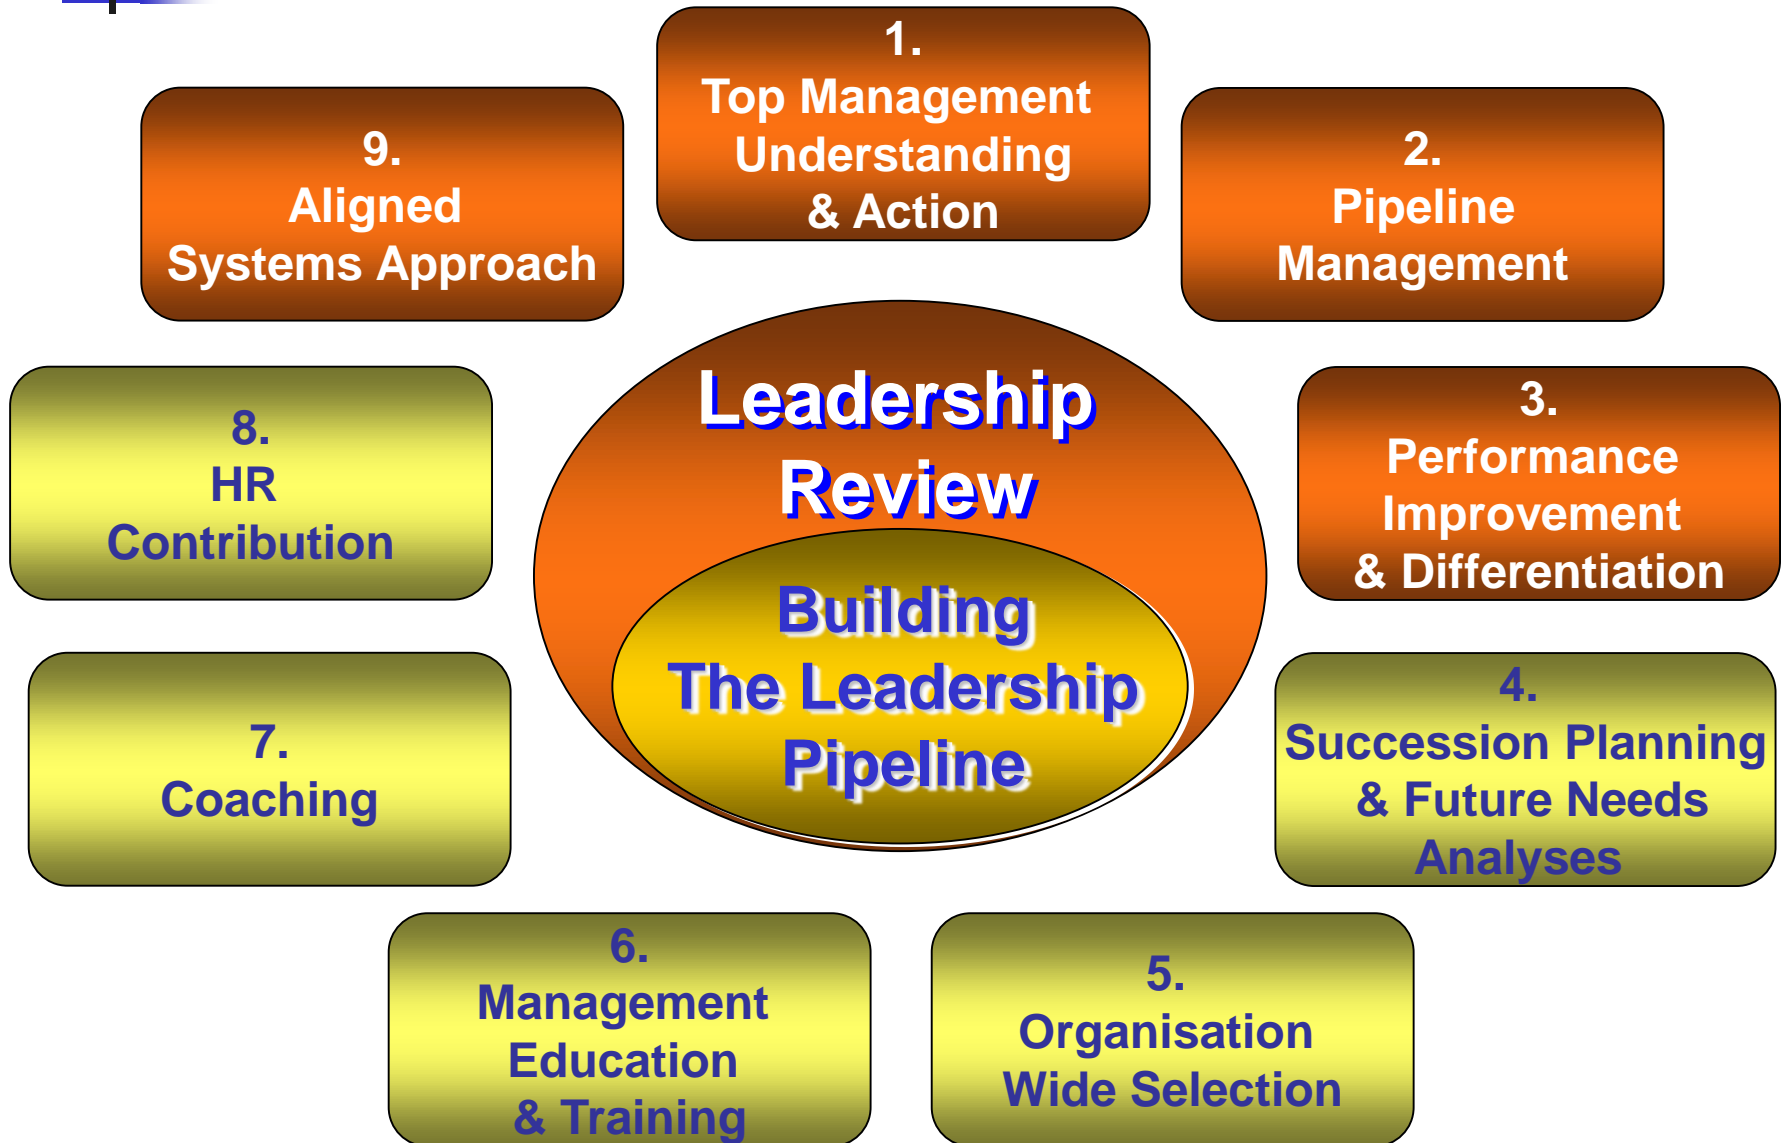 1.
Top Management
Understanding
& Action
2.
Pipeline
Management
3.
Performance
Improvement
& Differentiation
4.
Succession Planning
& Future Needs
Analyses
5.
Organisation
Wide Selection
6.
Management
Education
& Training
7.
Coaching
8.
HR
Contribution
9.
Aligned
Systems Approach
Leadership
Review
Building
The Leadership
Pipeline